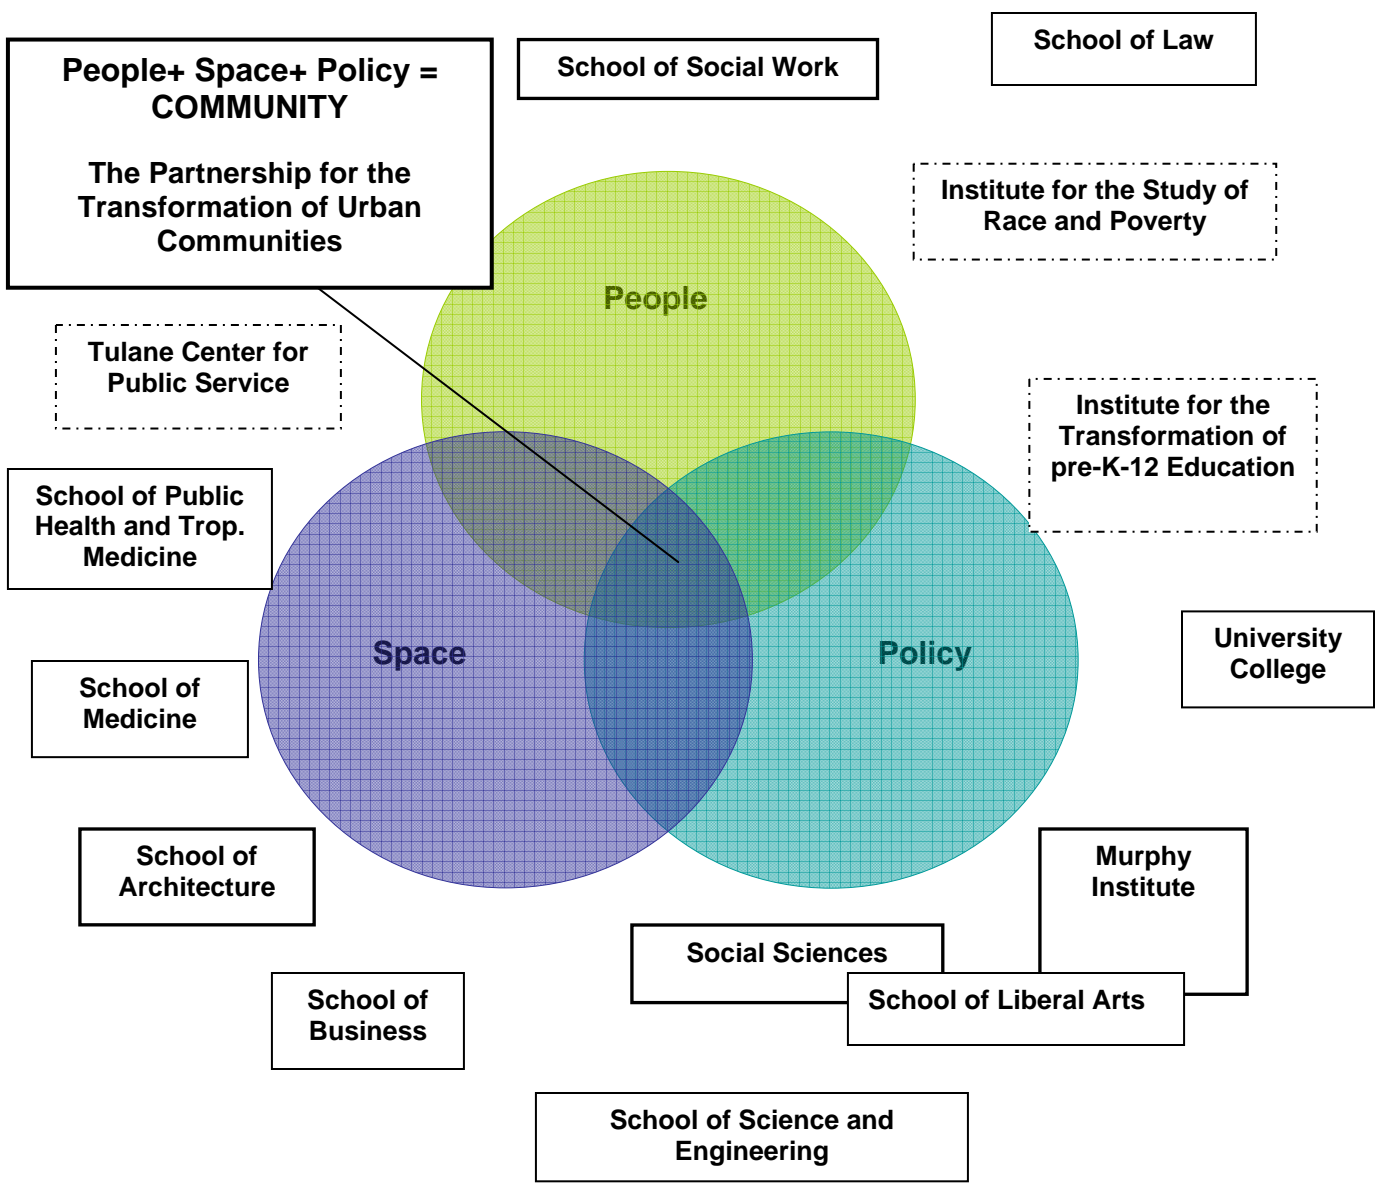 People+ Space+ Policy =
COMMUNITY
The Partnership for the
Transformation of Urban
Communities
School of Social Work
School of Law
Institute for the Study of
Race and Poverty
People
Tulane Center for
Public Service
Institute for the
Transformation of
pre-K-12 Education
School of Public
Health and Trop.
Medicine
Space
Policy
University
College
School of
Medicine
School of
Architecture
Murphy
Institute
Social Sciences
School of Liberal Arts
School of
Business
School of Science and
Engineering